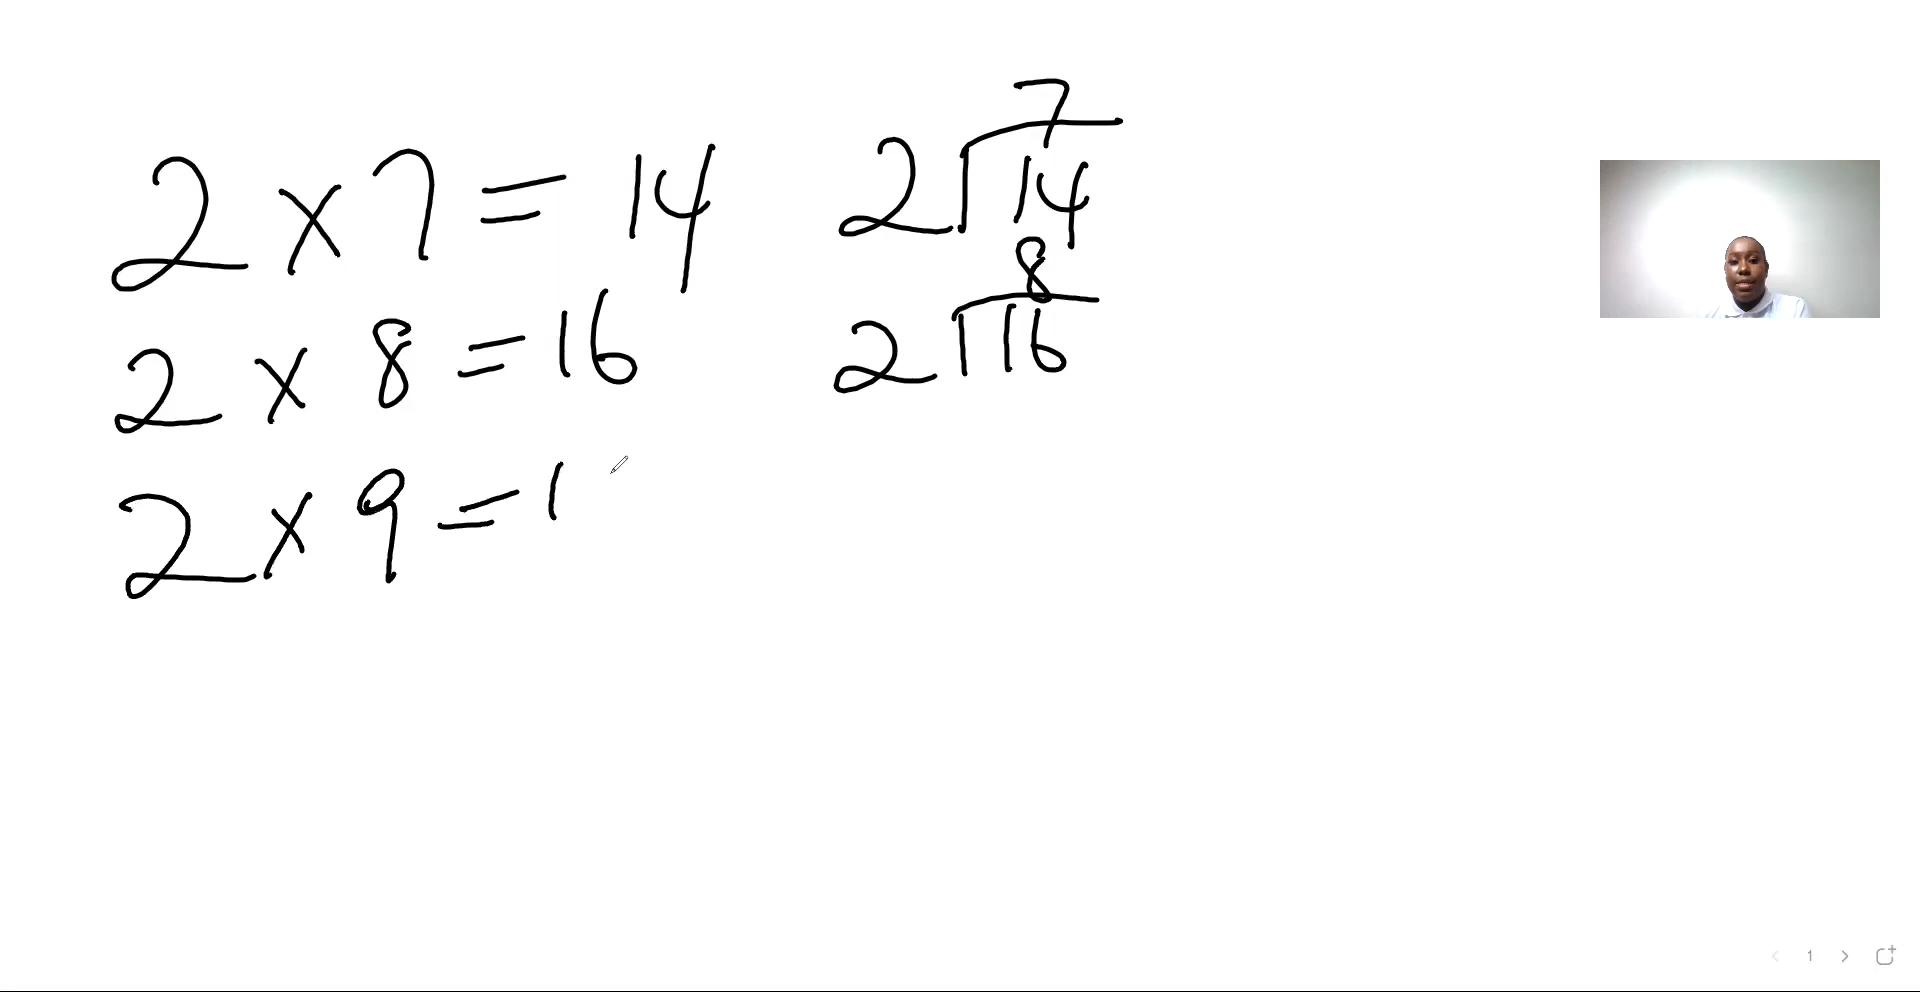 2 × 7 = 14
2 × 8 = 16
2 × 9 = 1
7
2⟌14
8
2⟌16
1